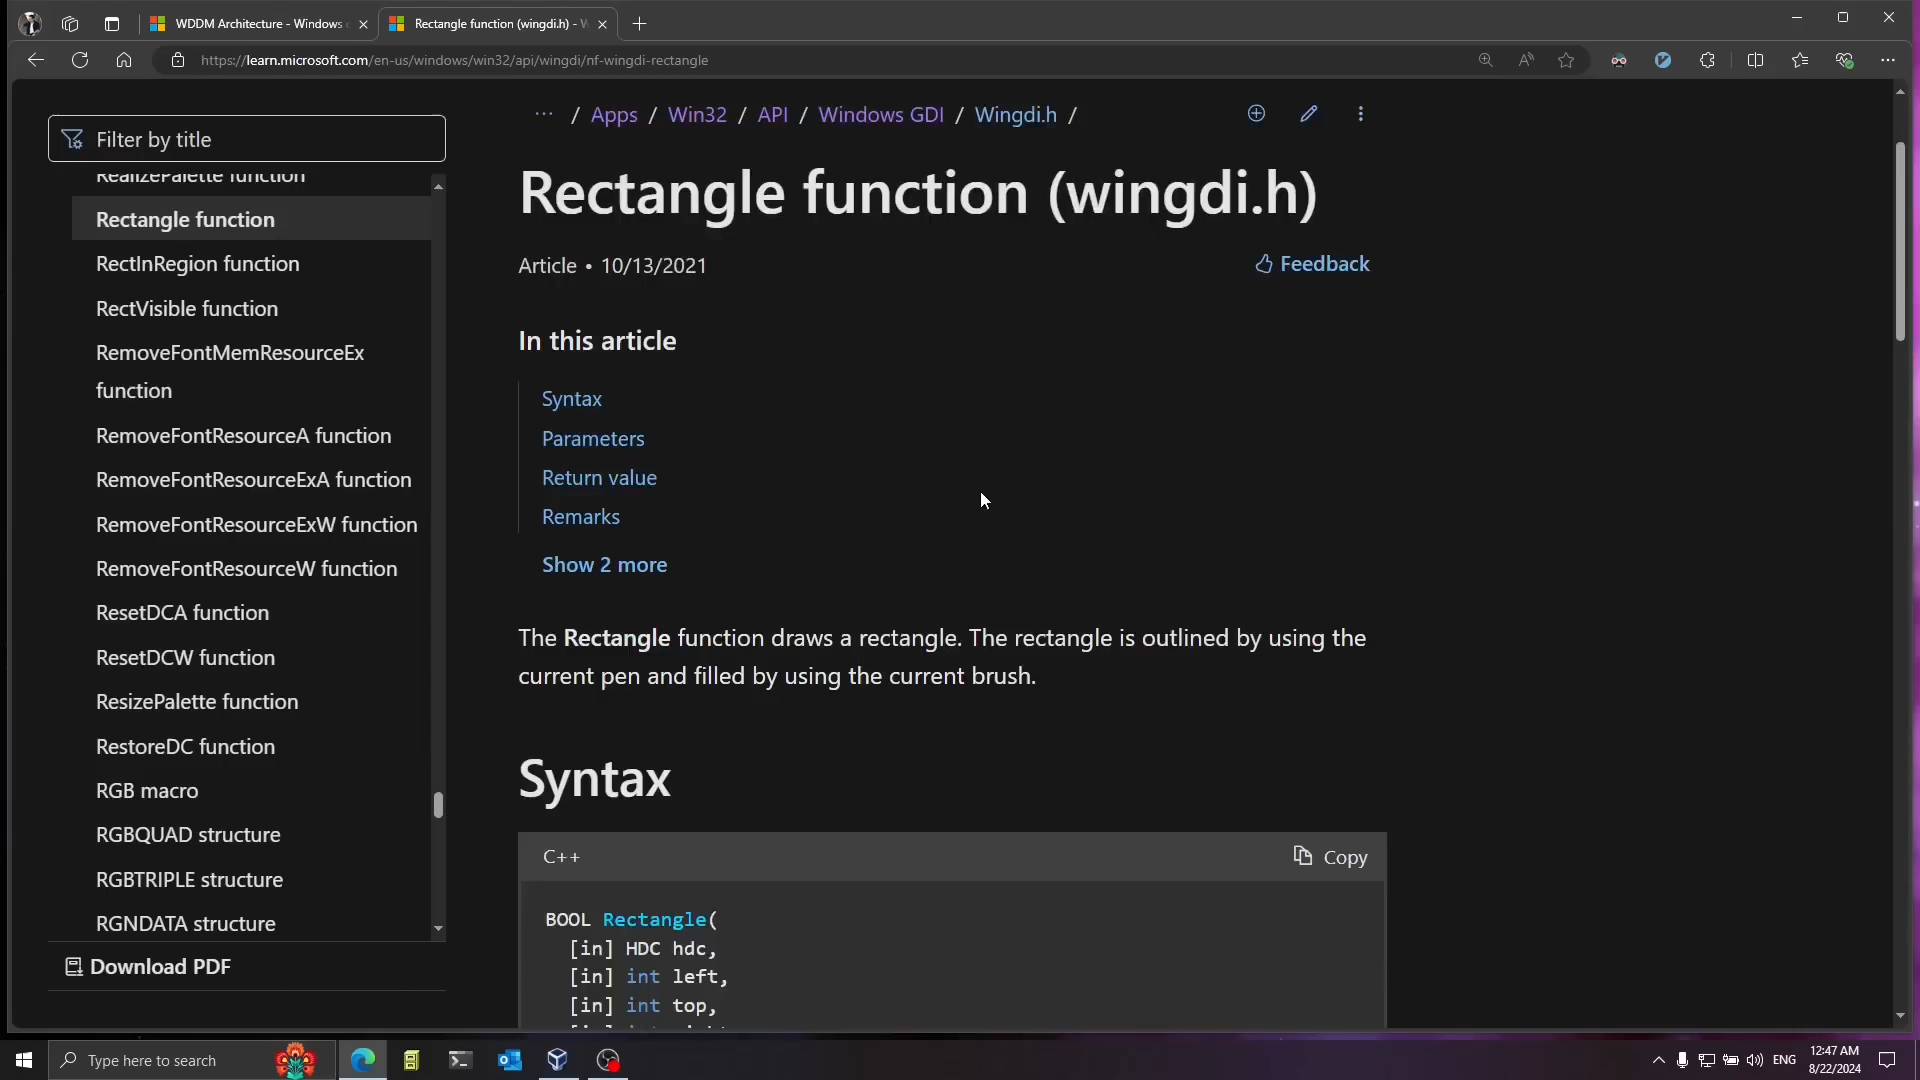 WDDM Architecture - Windows
Rectangle function (wingdi.h) - W
https://learn.microsoft.com/en-us/windows/win32/api/wingdi/nf-wingdi-rectangle
Filter by title
RealizePalette function
Rectangle function
RectInRegion function
RectVisible function
RemoveFontMemResourceEx
function
RemoveFontResourceA function
RemoveFontResourceExA function
RemoveFontResourceExW function
RemoveFontResourceW function
ResetDCA function
ResetDCW function
ResizePalette function
RestoreDC function
RGB macro
RGBQUAD structure
RGBTRIPLE structure
RGNDATA structure
Download PDF
··· / Apps / Win32 / API / Windows GDI / Wingdi.h /
Rectangle function (wingdi.h)
Article • 10/13/2021
Feedback
In this article
Syntax
Parameters
Return value
Remarks
Show 2 more
The Rectangle function draws a rectangle. The rectangle is outlined by using the
current pen and filled by using the current brush.
Syntax
C++
Copy
BOOL Rectangle(
[in] HDC hdc,
[in] int left,
[in] int top,
Type here to search
ENG
12:47 AM
8/22/2024